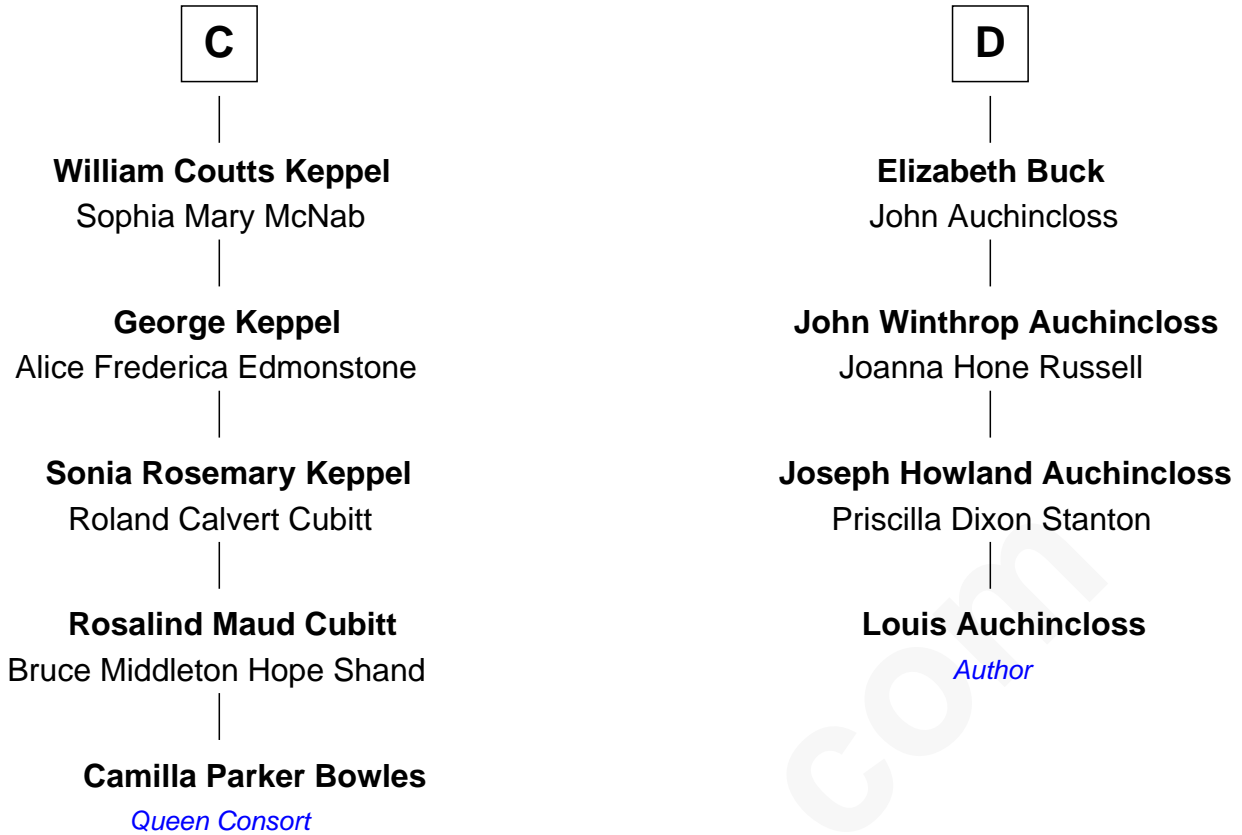 C
William Coutts Keppel
Sophia Mary McNab
George Keppel
Alice Frederica Edmonstone
Sonia Rosemary Keppel
Roland Calvert Cubitt
Rosalind Maud Cubitt
Bruce Middleton Hope Shand
Camilla Parker Bowles
Queen Consort
D
Elizabeth Buck
John Auchincloss
John Winthrop Auchincloss
Joanna Hone Russell
Joseph Howland Auchincloss
Priscilla Dixon Stanton
Louis Auchincloss
Author
com